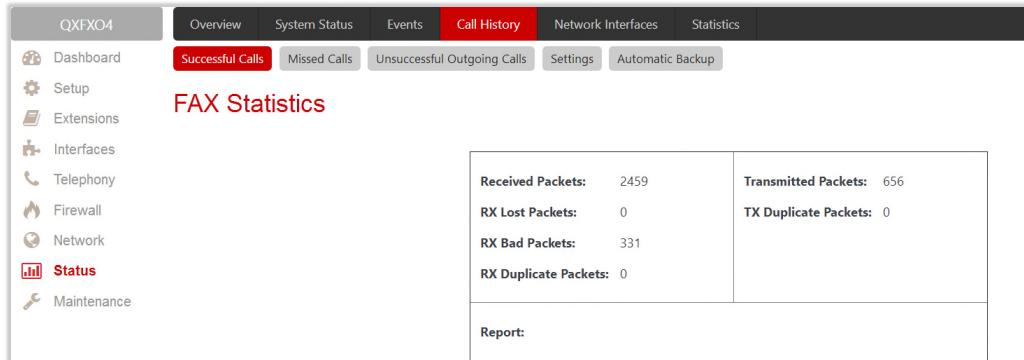 QXFXO4
Overview System Status Events Call History Network Interfaces Statistics
Dashboard
Setup
Extensions
Interfaces
Telephony
Firewall
Network
Status
Maintenance
Successful Calls Missed Calls Unsuccessful Outgoing Calls Settings Automatic Backup
FAX Statistics
Received Packets: 2459
RX Lost Packets: 0
RX Bad Packets: 331
RX Duplicate Packets: 0
Transmitted Packets: 656
TX Duplicate Packets: 0
Report: